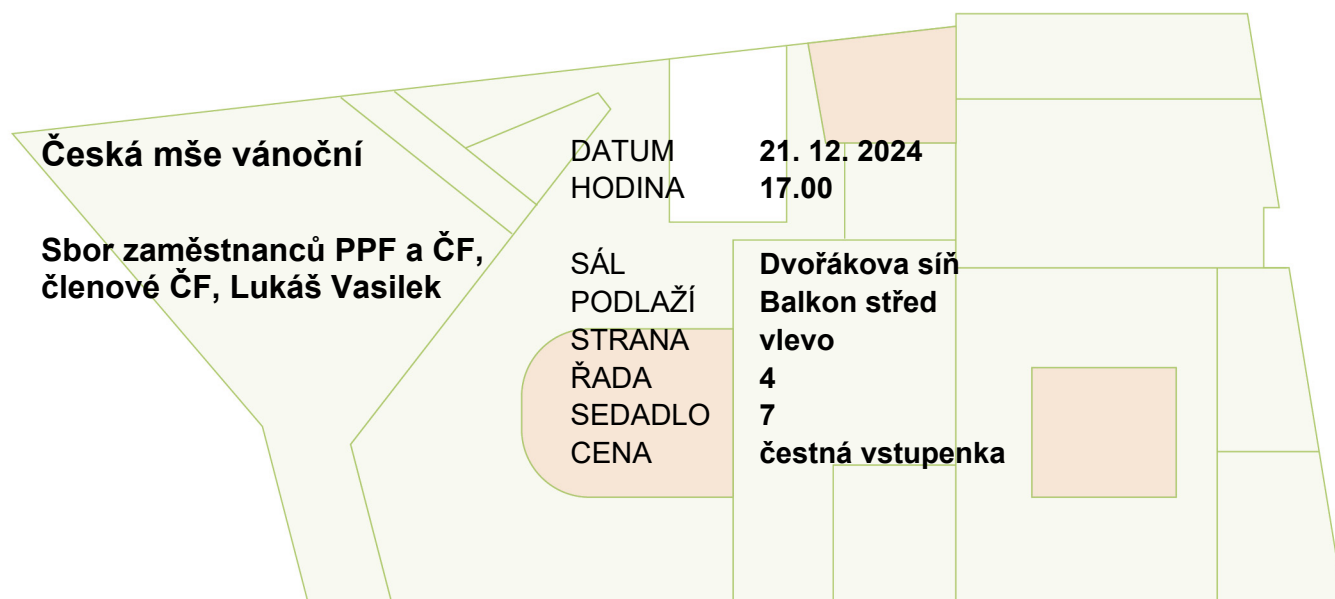 Česká mše vánoční
Sbor zaměstnanců PPF a ČF,
členové ČF, Lukáš Vasilek
DATUM 21. 12. 2024
HODINA 17.00
SÁL Dvořákova síň
PODLAŽÍ Balkon střed
STRANA vlevo
ŘADA 4
SEDADLO 7
CENA čestná vstupenka